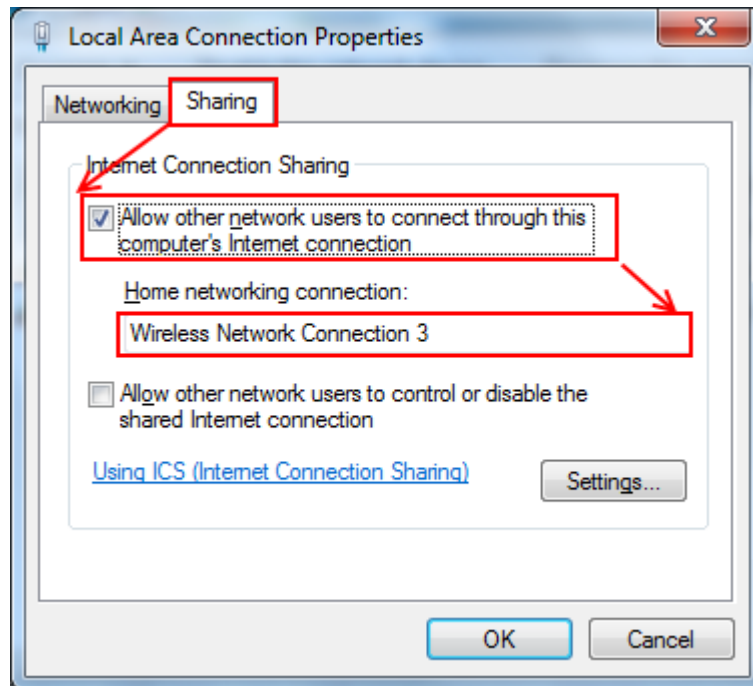 Local Area Connection Properties
Networking
Sharing
Internet Connection Sharing
Allow other network users to connect through this
computer's Internet connection
Home networking connection:
Wireless Network Connection 3
Allow other network users to control or disable the
shared Internet connection
Using ICS (Internet Connection Sharing)
Settings...
OK
Cancel